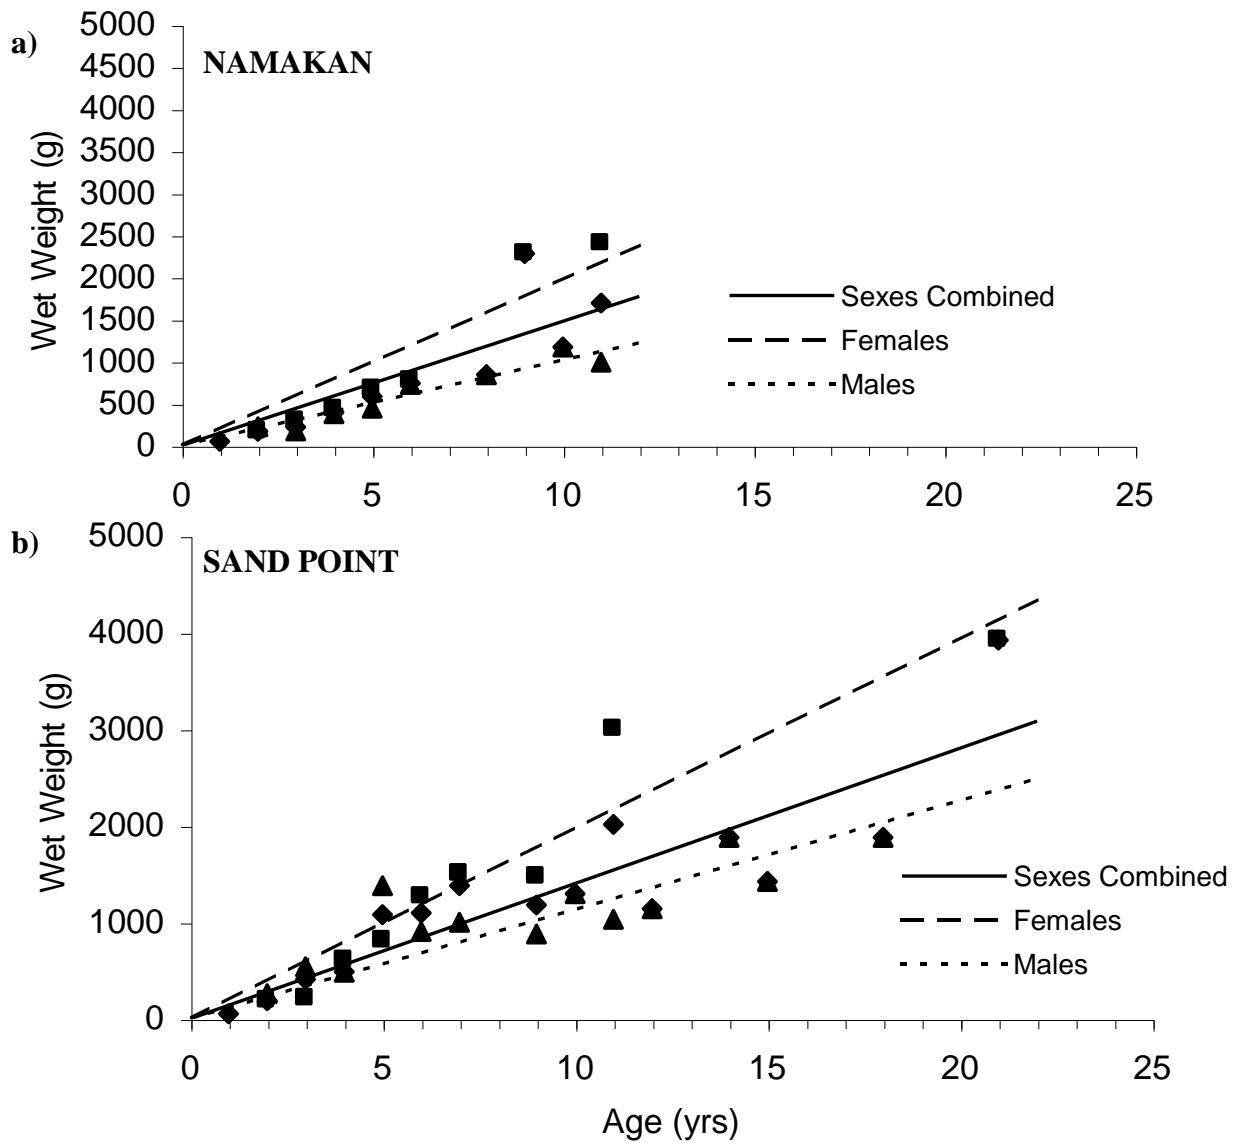 a)
NAMAKAN
Wet Weight (g)
5000
4500
4000
3500
3000
2500
2000
1500
1000
500
0
0 5 10 15 20 25
Sexes Combined
Females
Males
b)
SAND POINT
Wet Weight (g)
5000
4000
3000
2000
1000
0
0 5 10 15 20 25
Sexes Combined
Females
Males
Age (yrs)